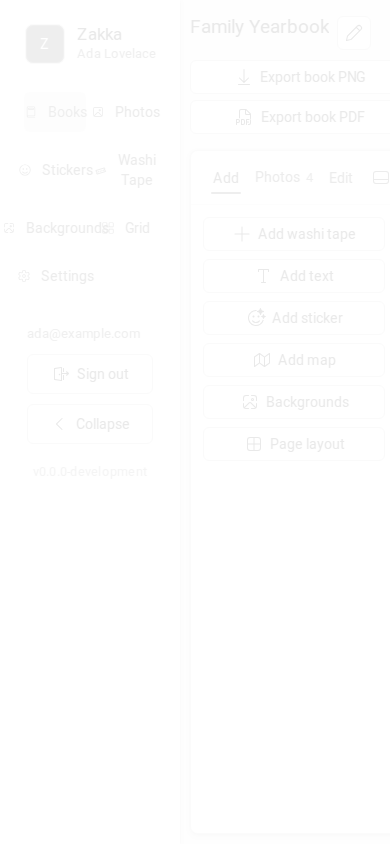 Zakka
Ada Lovelace
Books
Photos
Stickers
Washi
Tape
Backgrounds
Grid
Settings
ada@example.com
Sign out
Collapse
v0.0.0-development
Family Yearbook
Export book PNG
Export book PDF
Add Photos 4 Edit
Add washi tape
Add text
Add sticker
Add map
Backgrounds
Page layout